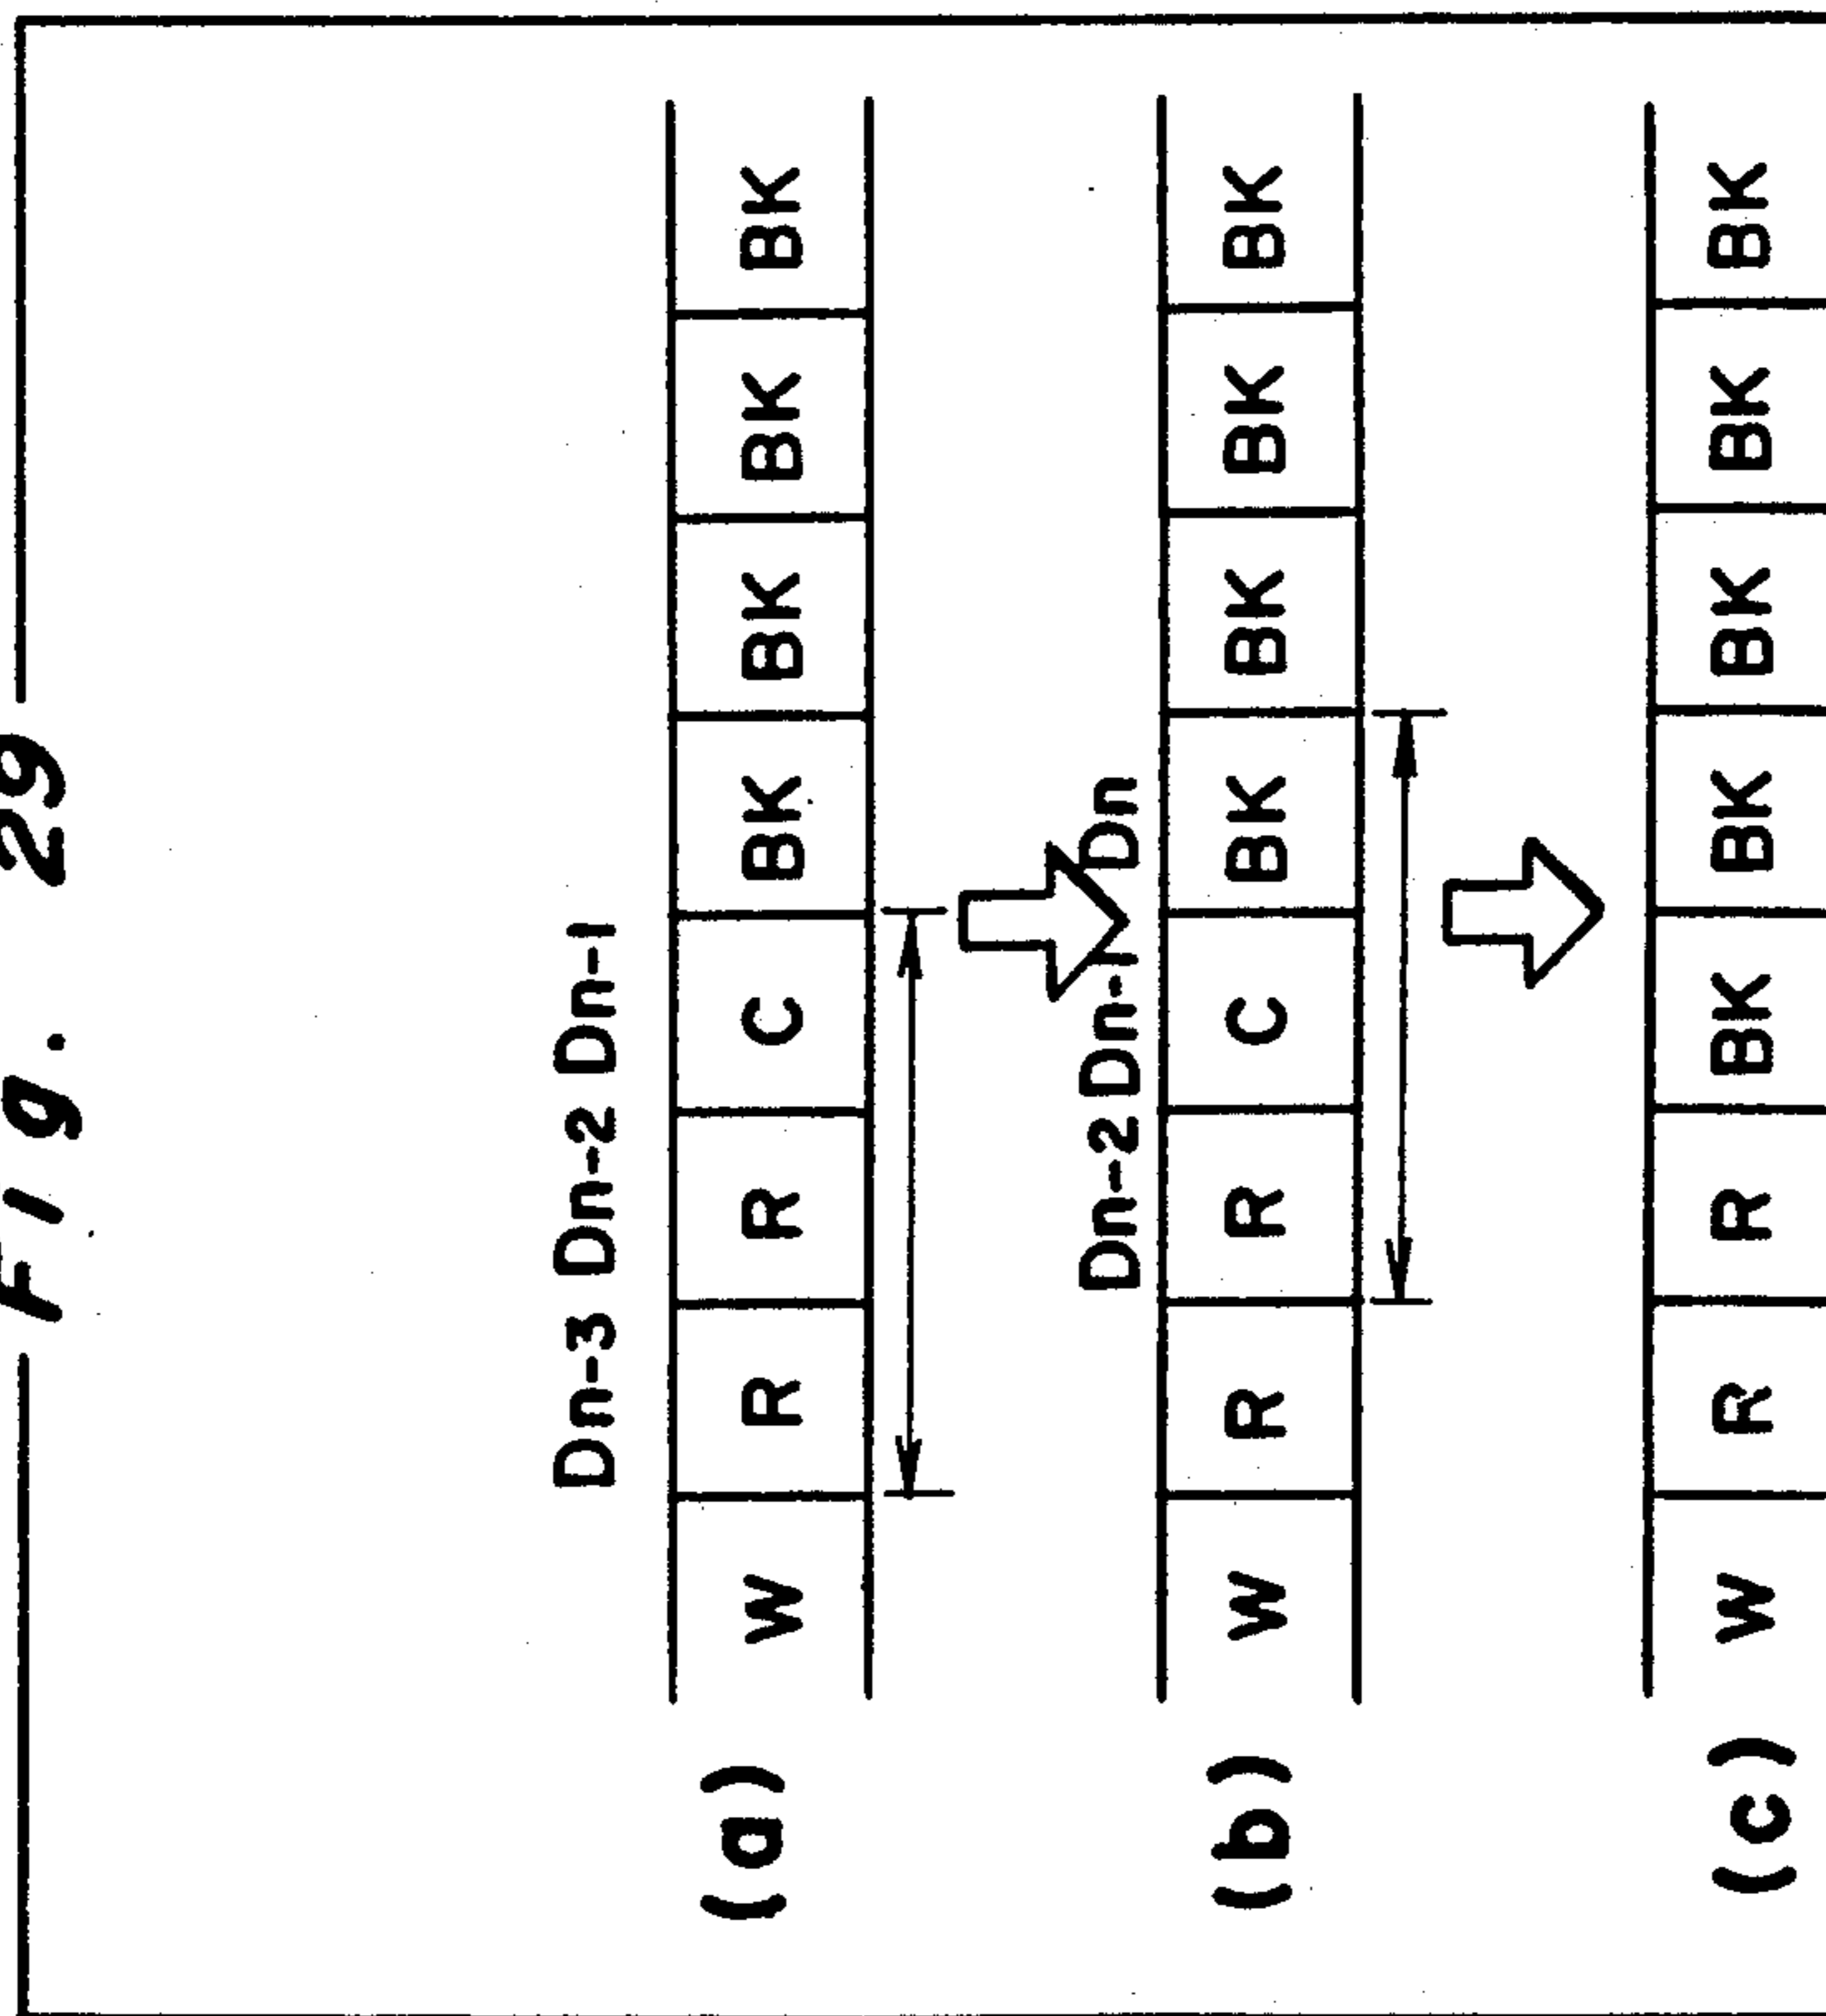 Fig. 29
Dn-3 Dn-2 Dn-1
(a) W R R C BK BK BK BK
Dn-2 Dn-1 Dn
(b) W R R C BK BK BK BK
(c) W R R BK BK BK BK BK